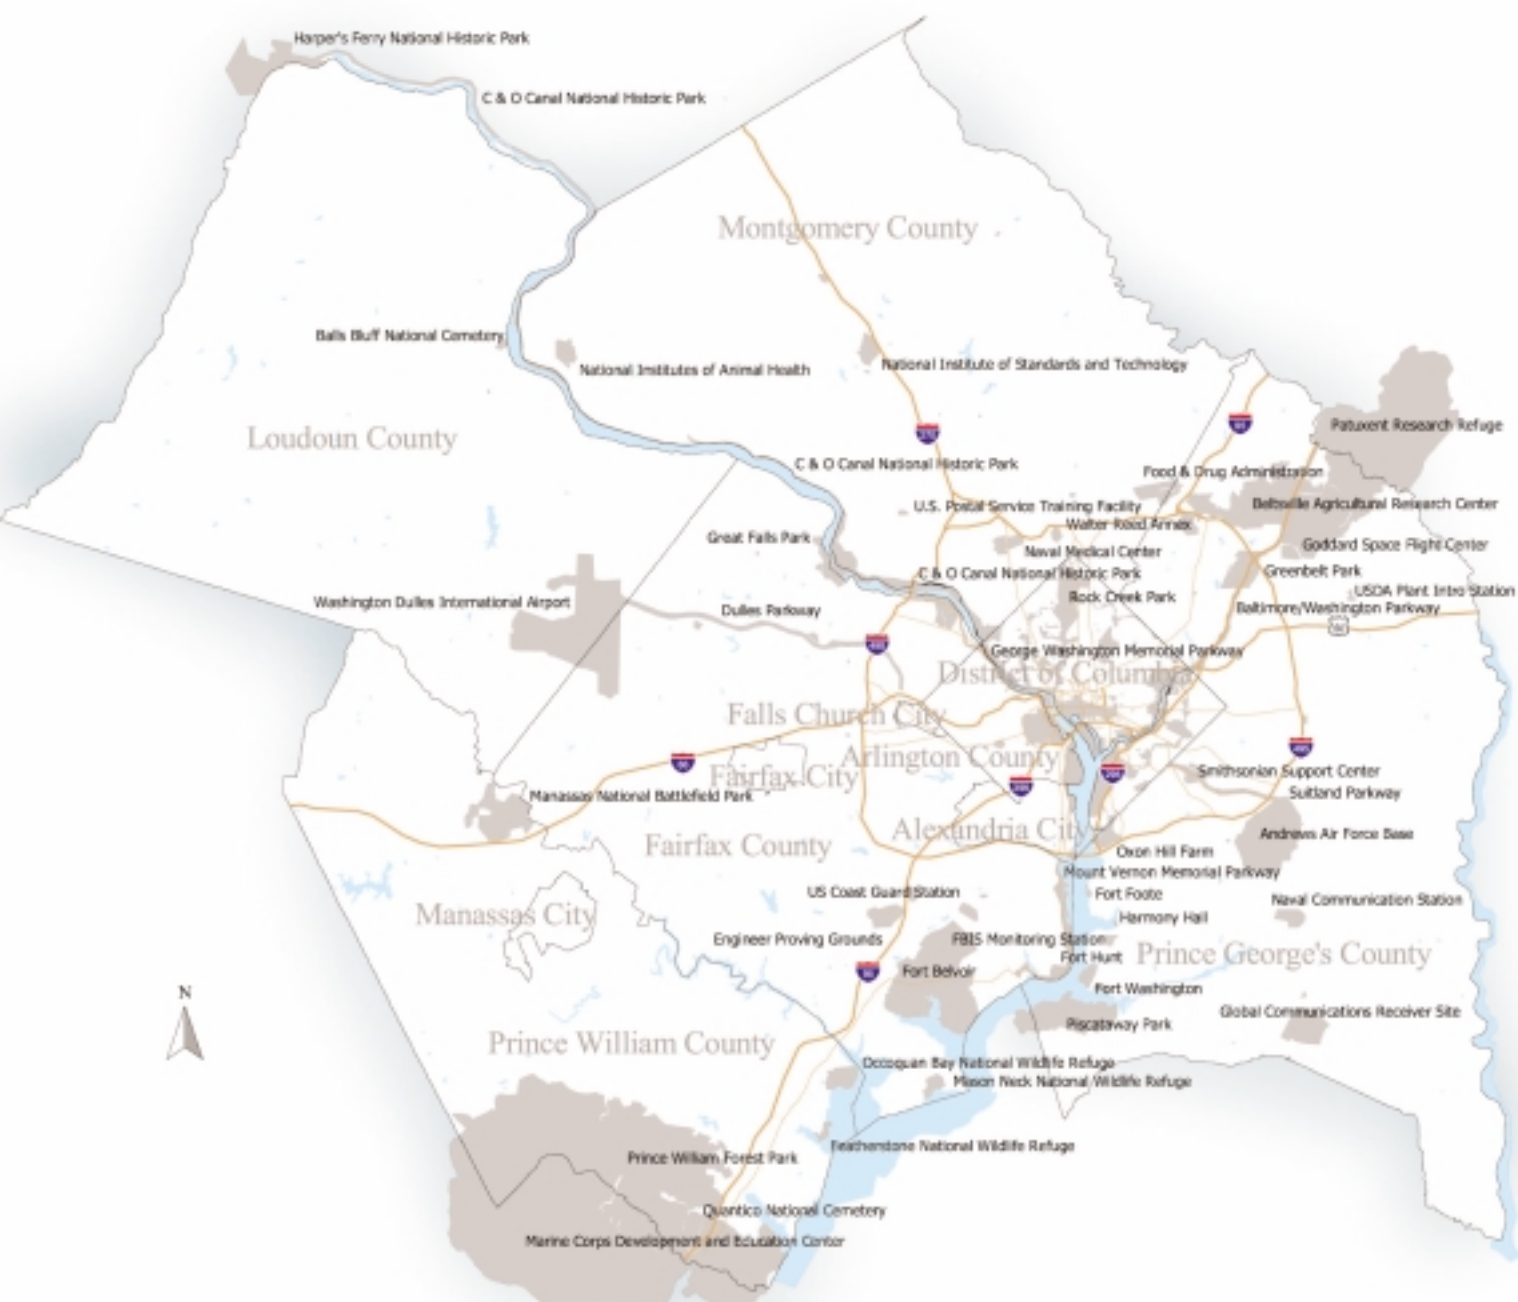 Harper's Ferry National Historic Park
C & O Canal National Historic Park
Montgomery County
Balls Bluff National Cemetery
National Institutes of Animal Health
National Institute of Standards and Technology
Loudoun County
270
95
Patuxent Research Refuge
C & O Canal National Historic Park
Food & Drug Administration
U.S. Postal Service Training Facility
Beltsville Agricultural Research Center
Walter Reed Annex
Great Falls Park
Naval Medical Center
Goddard Space Flight Center
C & O Canal National Historic Park
Greenbelt Park
USDA Plant Intro Station
Washington Dulles International Airport
Dulles Parkway
Rock Creek Park
Baltimore/Washington Parkway
50
495
George Washington Memorial Parkway
District of Columbia
Falls Church City
Arlington County
495
66
Fairfax City
395
295
Smithsonian Support Center
Suitland Parkway
Manassas National Battlefield Park
Alexandria City
Andrews Air Force Base
Fairfax County
Oxon Hill Farm
Mount Vernon Memorial Parkway
US Coast Guard Station
Fort Foote
Naval Communication Station
Manassas City
Harmony Hall
Engineer Proving Grounds
FBIS Monitoring Station
Prince George's County
Fort Hunt
95
Fort Belvoir
Fort Washington
N
Global Communications Receiver Site
Piscataway Park
Prince William County
Occoquan Bay National Wildlife Refuge
Mason Neck National Wildlife Refuge
Featherstone National Wildlife Refuge
Prince William Forest Park
Quantico National Cemetery
Marine Corps Development and Education Center